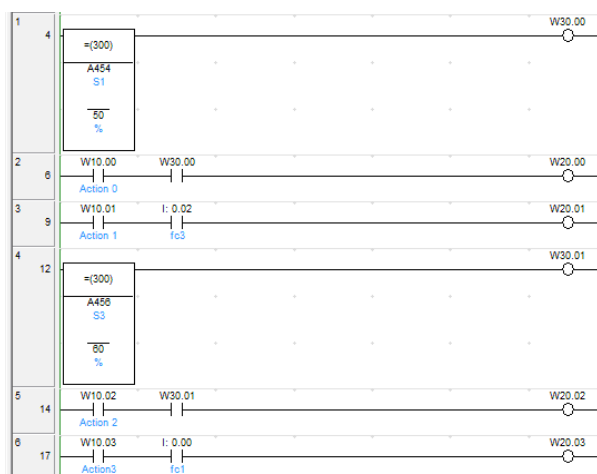 1
W30.00
4
=(300)
A454
S1
50
%
2
W10.00 W30.00 W20.00
6
Action 0
3
W10.01 I: 0.02 W20.01
9
Action 1 fc3
4
W30.01
12
=(300)
A456
S3
60
%
5
W10.02 W30.01 W20.02
14
Action 2
6
W10.03 I: 0.00 W20.03
17
Action3 fc1